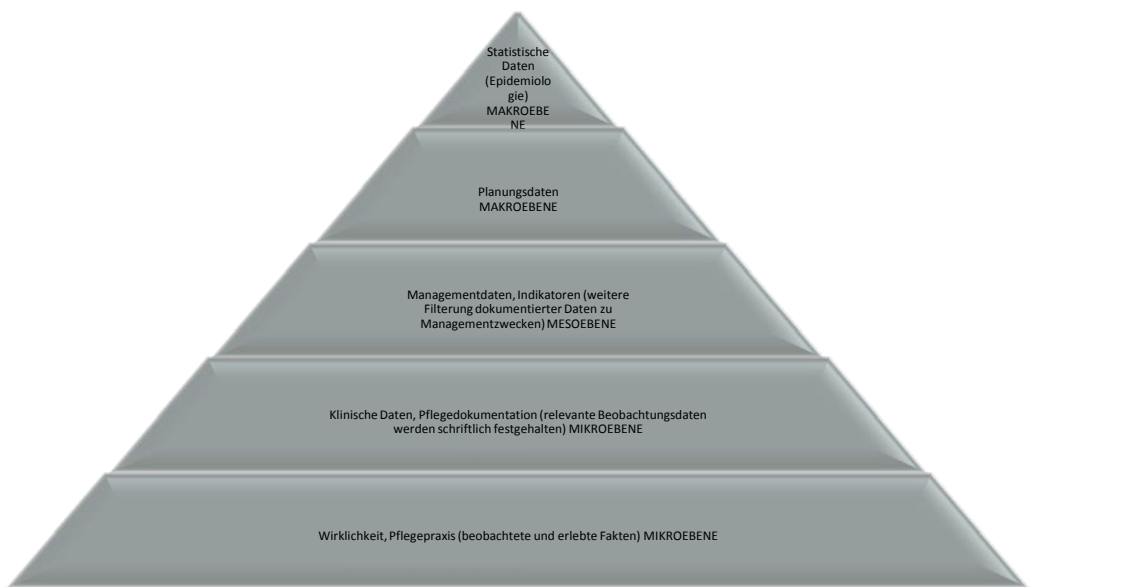 Statistische
Daten
(Epidemiolo
gie)
MAKROEBE
NE
Planungsdaten
MAKROEBENE
Managementdaten, Indikatoren (weitere
Filterung dokumentierter Daten zu
Managementzwecken) MESOEBENE
Klinische Daten, Pflegedokumentation (relevante Beobachtungsdaten
werden schriftlich festgehalten) MIKROEBENE
Wirklichkeit, Pflegepraxis (beobachtete und erlebte Fakten) MIKROEBENE